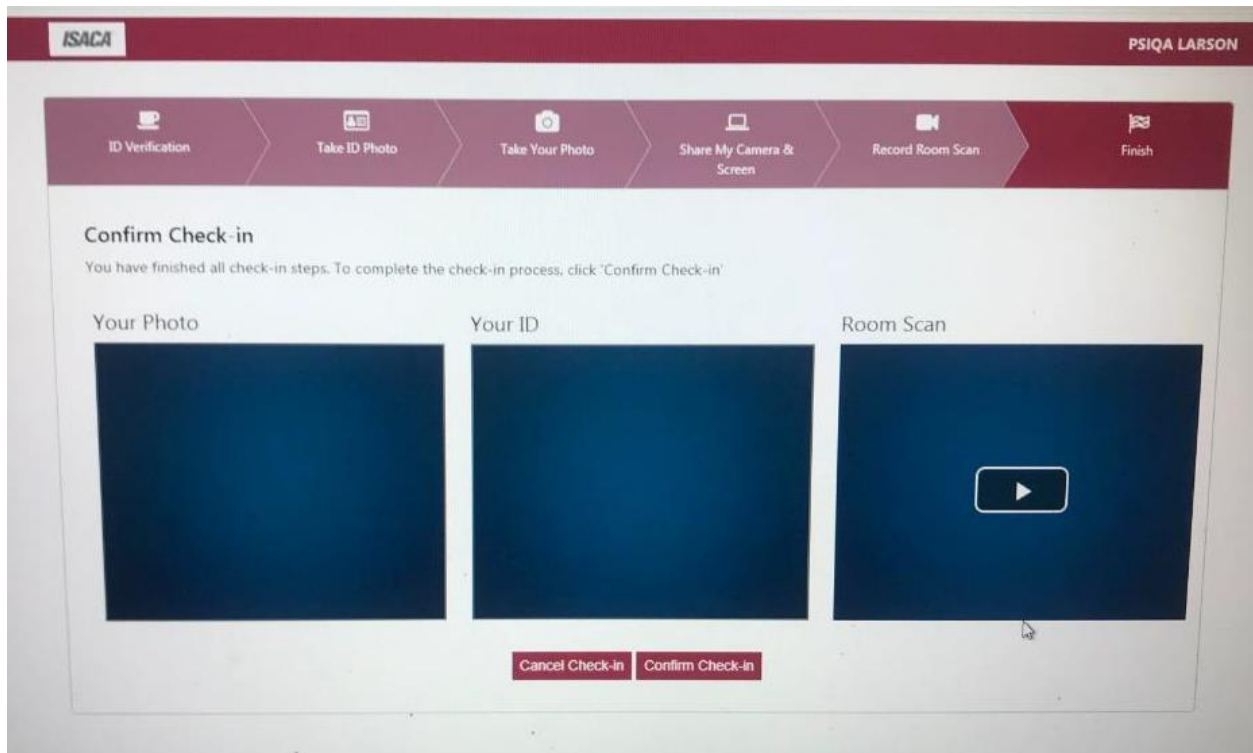 ISACA
PSIQA LARSON
ID Verification
Take ID Photo
Take Your Photo
Share My Camera &
Screen
Record Room Scan
Finish
Confirm Check-in
You have finished all check-in steps. To complete the check-in process, click 'Confirm Check-in'
Your Photo
Your ID
Room Scan
Cancel Check-in
Confirm Check-in